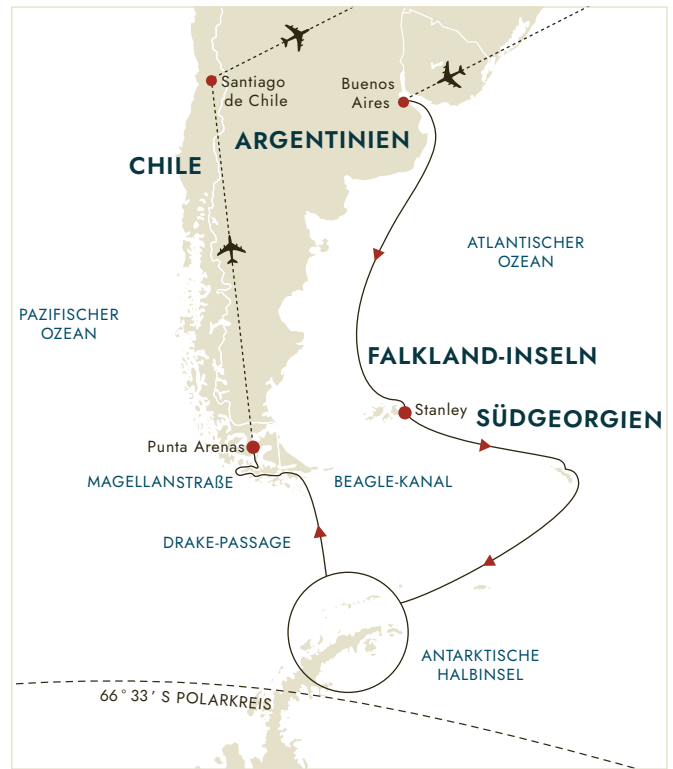 Santiago
de Chile
Buenos
Aires
ARGENTINIEN
CHILE
ATLANTISCHER
OZEAN
PAZIFISCHER
OZEAN
FALKLAND-INSELN
Stanley
SÜDGEORGIEN
Punta Arenas
MAGELLANSTRAßE
BEAGLE-KANAL
DRAKE-PASSAGE
ANTARKTISCHE
HALBINSEL
66° 33’ S POLARKREIS